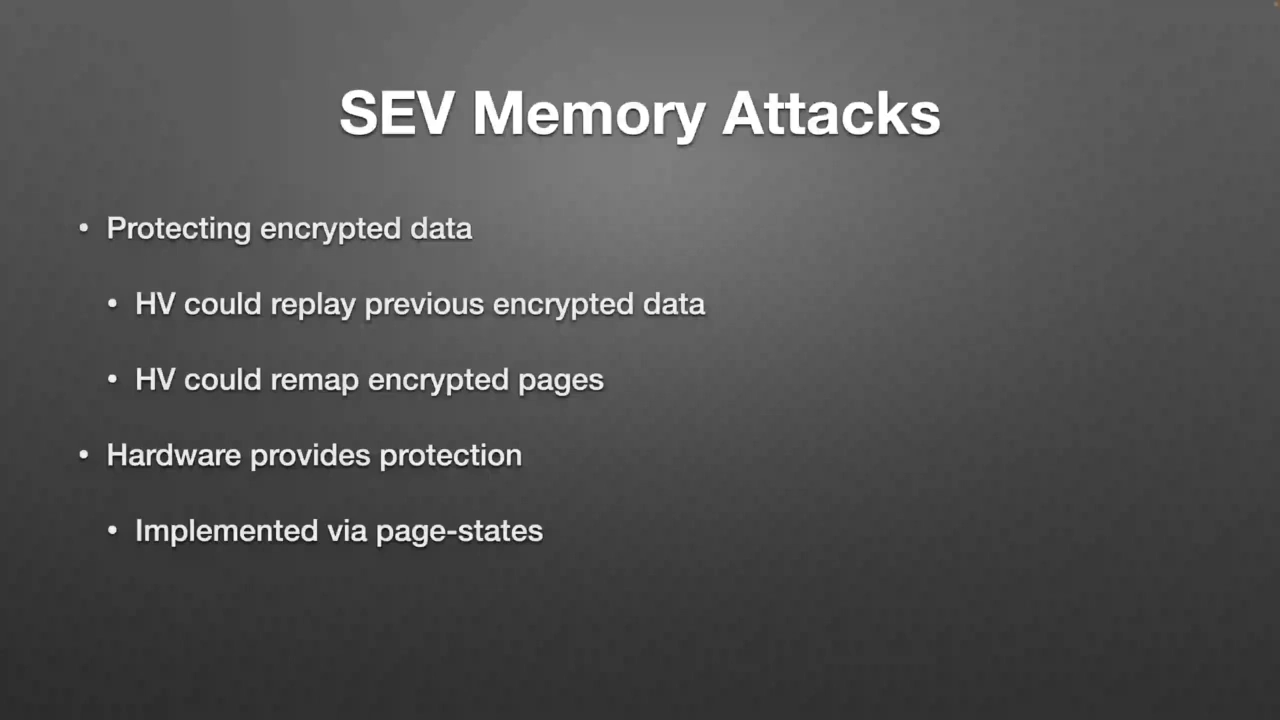 SEV Memory Attacks
• Protecting encrypted data
• HV could replay previous encrypted data
• HV could remap encrypted pages
• Hardware provides protection
• Implemented via page-states